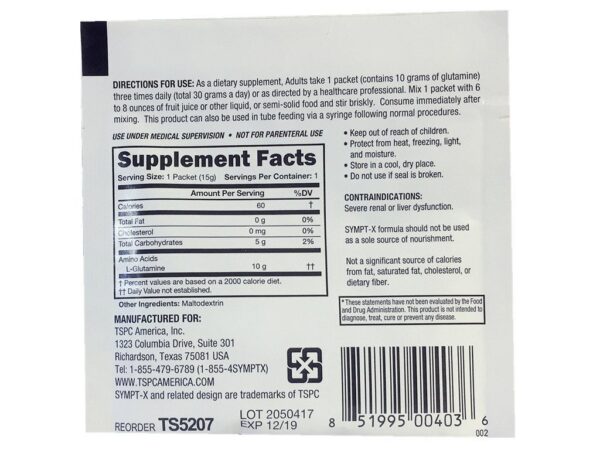 DIRECTIONS FOR USE: As a dietary supplement, Adults take 1 packet (contains 10 grams of glutamine)
three times daily (total 30 grams a day) or as directed by a healthcare professional. Mix 1 packet with 6
to 8 ounces of fruit juice or other liquid, or semi-solid food and stir briskly. Consume immediately after
mixing. This product can also be used in tube feeding via a syringe following normal procedures.
USE UNDER MEDICAL SUPERVISION • NOT FOR PARENTERAL USE
Supplement Facts
Serving Size: 1 Packet (15g) Servings Per Container: 1
Amount Per Serving %DV
Calories 60 †
Total Fat 0 g 0%
Cholesterol 0 mg 0%
Total Carbohydrates 5 g 2%
Amino Acids
L-Glutamine 10 g ††
† Percent values are based on a 2000 calorie diet.
†† Daily Value not established.
Other Ingredients: Maltodextrin
MANUFACTURED FOR:
TSPC America, Inc.
1323 Columbia Drive, Suite 301
Richardson, Texas 75081 USA
Tel: 1-855-479-6789 (1-855-4SYMPTX)
WWW.TSPCAMERICA.COM
SYMPT-X and related design are trademarks of TSPC
REORDER TS5207
LOT 2050417
EXP 12/19
• Keep out of reach of children.
• Protect from heat, freezing, light,
and moisture.
• Store in a cool, dry place.
• Do not use if seal is broken.
CONTRAINDICATIONS:
Severe renal or liver dysfunction.
SYMPT-X formula should not be used
as a sole source of nourishment.
Not a significant source of calories
from fat, saturated fat, cholesterol, or
dietary fiber.
*These statements have not been evaluated by the Food
and Drug Administration. This product is not intended to
diagnose, treat, cure or prevent any disease.
8 51995 00403 6
002